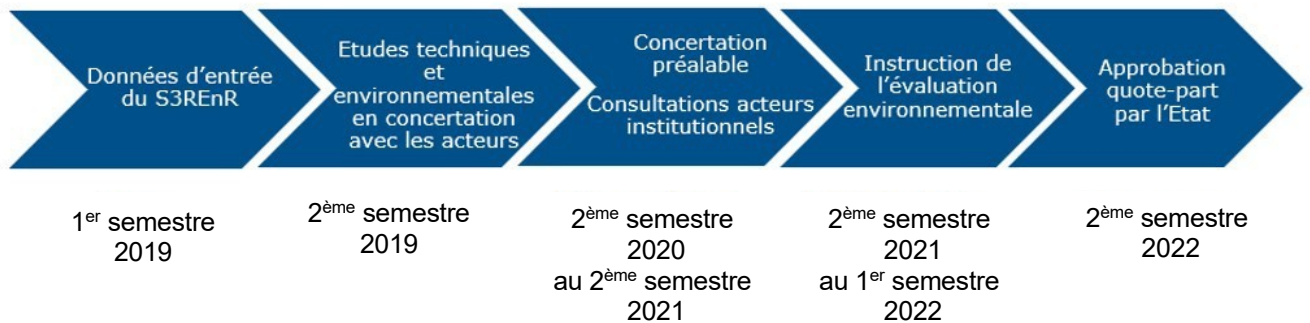 Données d'entrée
du S3REnR
Etudes techniques
et
environnementales
en concertation
avec les acteurs
Concertation
préalable
Consultations acteurs
institutionnels
Instruction de
l'évaluation
environnementale
Approbation
quote-part
par l'Etat
1er semestre
2019
2ème semestre
2019
2ème semestre
2020
au 2ème semestre
2021
2ème semestre
2021
au 1er semestre
2022
2ème semestre
2022